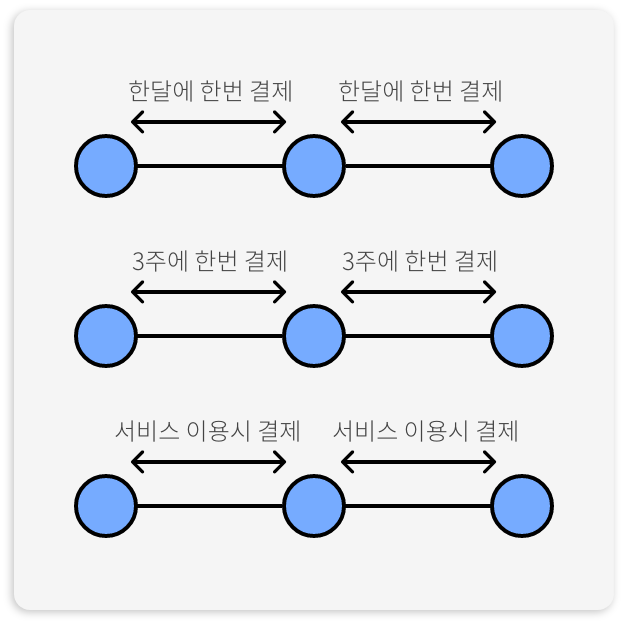 한달에 한번 결제 한달에 한번 결제
3주에 한번 결제 3주에 한번 결제
서비스 이용시 결제 서비스 이용시 결제